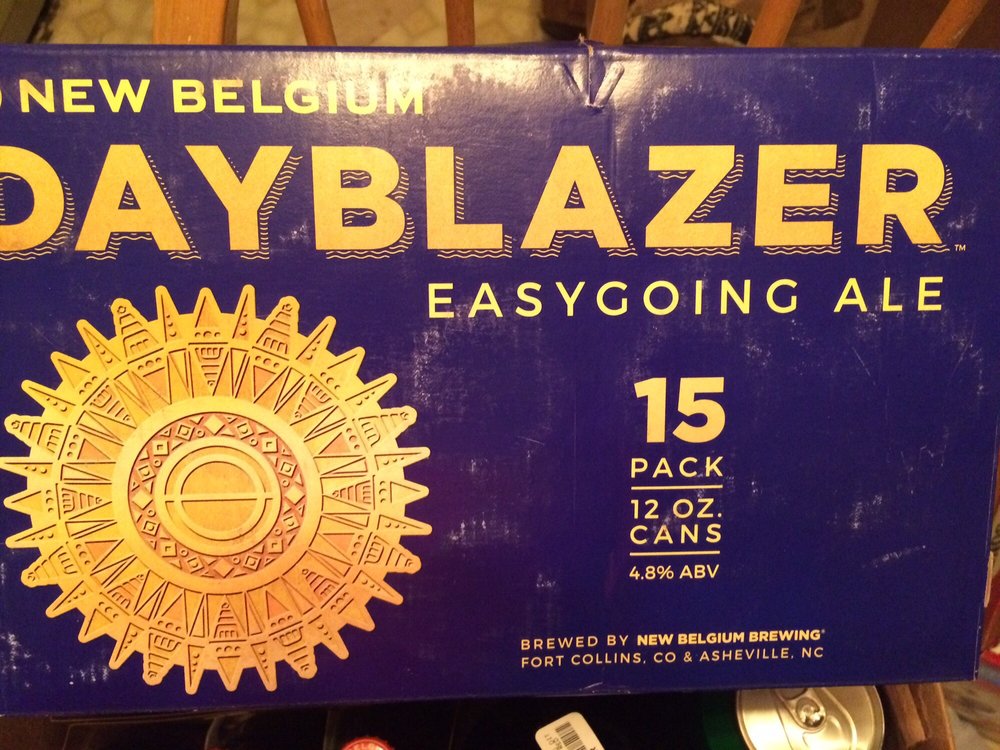 NEW BELGIUM
DAYBLAZER™
EASYGOING ALE
15
PACK
12 OZ.
CANS
4.8% ABV
BREWED BY NEW BELGIUM BREWING®
FORT COLLINS, CO & ASHEVILLE, NC